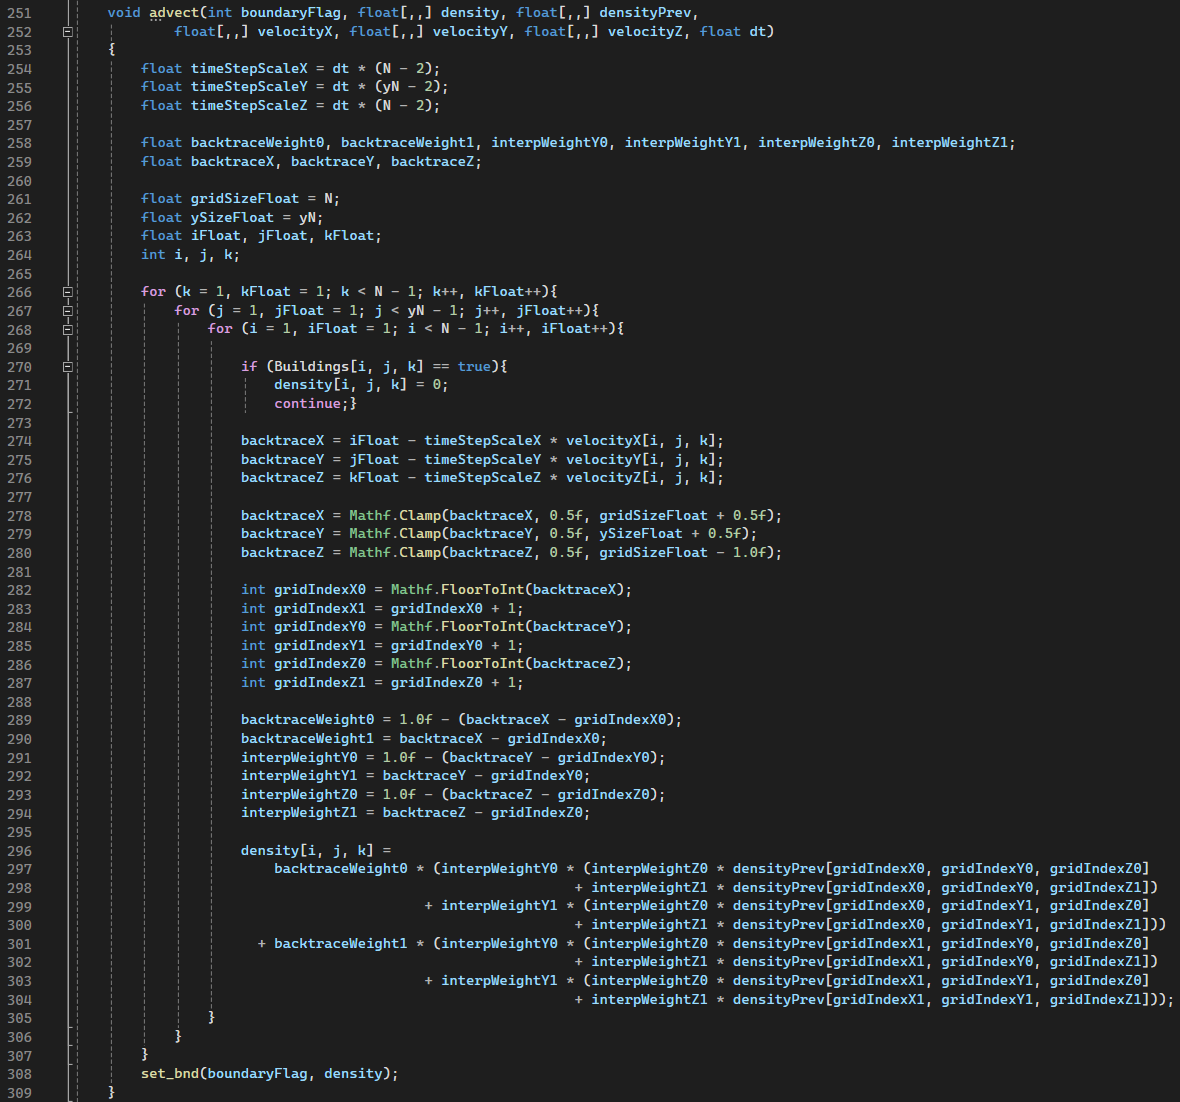 251 void advect(int boundaryFlag, float[,,] density, float[,,] densityPrev,
252 float[,,] velocityX, float[,,] velocityY, float[,,] velocityZ, float dt)
253 {
254 float timeStepScaleX = dt * (N - 2);
255 float timeStepScaleY = dt * (yN - 2);
256 float timeStepScaleZ = dt * (N - 2);
257
258 float backtraceWeight0, backtraceWeight1, interpWeightY0, interpWeightY1, interpWeightZ0, interpWeightZ1;
259 float backtraceX, backtraceY, backtraceZ;
260
261 float gridSizeFloat = N;
262 float ySizeFloat = yN;
263 float iFloat, jFloat, kFloat;
264 int i, j, k;
265
266 for (k = 1, kFloat = 1; k < N - 1; k++, kFloat++){
267 for (j = 1, jFloat = 1; j < yN - 1; j++, jFloat++){
268 for (i = 1, iFloat = 1; i < N - 1; i++, iFloat++){
269
270 if (Buildings[i, j, k] == true){
271 density[i, j, k] = 0;
272 continue;}
273
274 backtraceX = iFloat - timeStepScaleX * velocityX[i, j, k];
275 backtraceY = jFloat - timeStepScaleY * velocityY[i, j, k];
276 backtraceZ = kFloat - timeStepScaleZ * velocityZ[i, j, k];
277
278 backtraceX = Mathf.Clamp(backtraceX, 0.5f, gridSizeFloat + 0.5f);
279 backtraceY = Mathf.Clamp(backtraceY, 0.5f, ySizeFloat + 0.5f);
280 backtraceZ = Mathf.Clamp(backtraceZ, 0.5f, gridSizeFloat - 1.0f);
281
282 int gridIndexX0 = Mathf.FloorToInt(backtraceX);
283 int gridIndexX1 = gridIndexX0 + 1;
284 int gridIndexY0 = Mathf.FloorToInt(backtraceY);
285 int gridIndexY1 = gridIndexY0 + 1;
286 int gridIndexZ0 = Mathf.FloorToInt(backtraceZ);
287 int gridIndexZ1 = gridIndexZ0 + 1;
288
289 backtraceWeight0 = 1.0f - (backtraceX - gridIndexX0);
290 backtraceWeight1 = backtraceX - gridIndexX0;
291 interpWeightY0 = 1.0f - (backtraceY - gridIndexY0);
292 interpWeightY1 = backtraceY - gridIndexY0;
293 interpWeightZ0 = 1.0f - (backtraceZ - gridIndexZ0);
294 interpWeightZ1 = backtraceZ - gridIndexZ0;
295
296 density[i, j, k] =
297 backtraceWeight0 * (interpWeightY0 * (interpWeightZ0 * densityPrev[gridIndexX0, gridIndexY0, gridIndexZ0]
298 + interpWeightZ1 * densityPrev[gridIndexX0, gridIndexY0, gridIndexZ1])
299 + interpWeightY1 * (interpWeightZ0 * densityPrev[gridIndexX0, gridIndexY1, gridIndexZ0]
300 + interpWeightZ1 * densityPrev[gridIndexX0, gridIndexY1, gridIndexZ1]))
301 + backtraceWeight1 * (interpWeightY0 * (interpWeightZ0 * densityPrev[gridIndexX1, gridIndexY0, gridIndexZ0]
302 + interpWeightZ1 * densityPrev[gridIndexX1, gridIndexY0, gridIndexZ1])
303 + interpWeightY1 * (interpWeightZ0 * densityPrev[gridIndexX1, gridIndexY1, gridIndexZ0]
304 + interpWeightZ1 * densityPrev[gridIndexX1, gridIndexY1, gridIndexZ1]));
305 }
306 }
307 }
308 set_bnd(boundaryFlag, density);
309 }